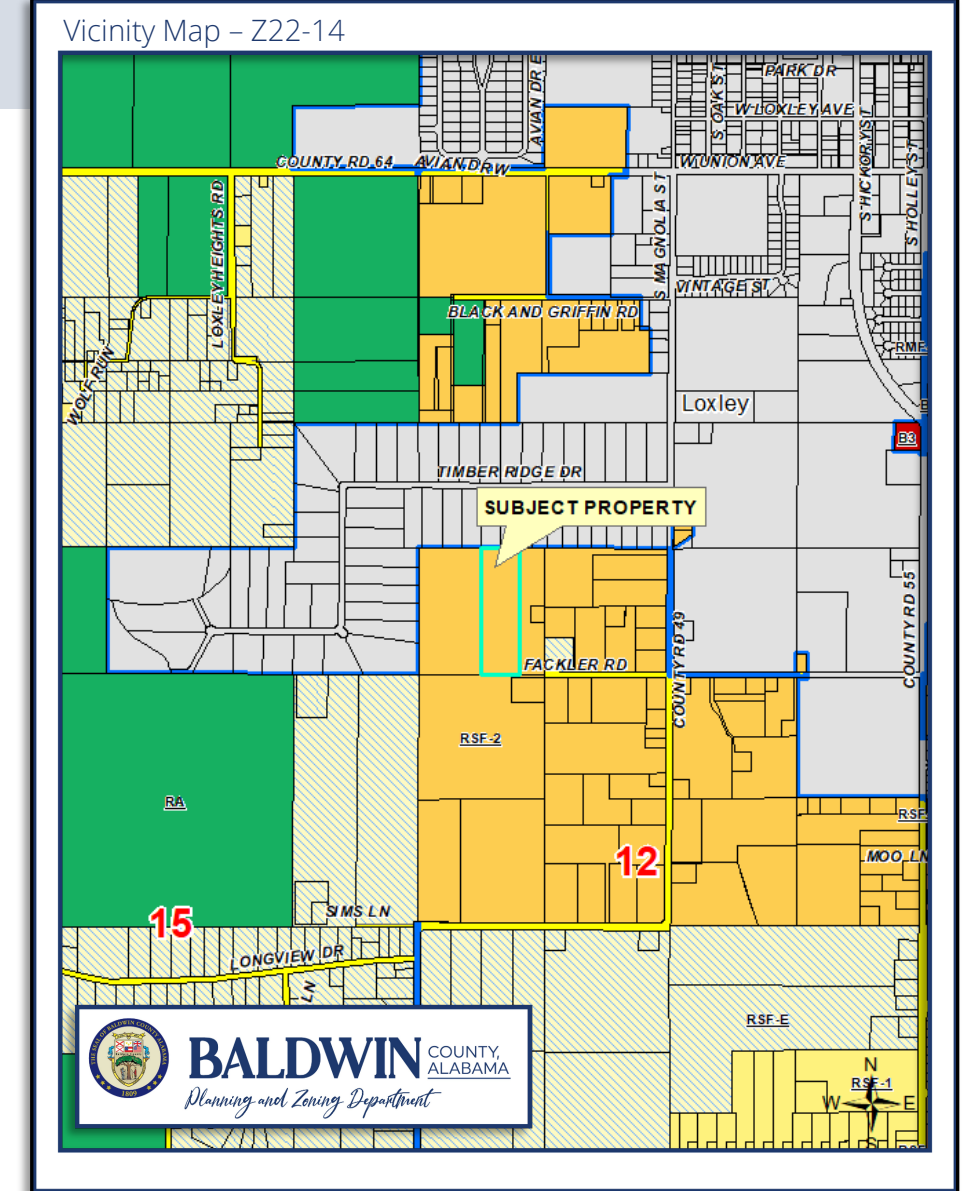 Vicinity Map – Z22-14
PARK DR
S OAK ST
AVIAN DR E
W LOXLEY AVE
S HICKORY ST
COUNTY RD 64
AVIAN DR W
W UNION AVE
S HOLLEY ST
LOXLEY HEIGHTS RD
S MAGNOLIA ST
VINTAGE ST
BLACK AND GRIFFIN RD
WOLF RUN
RMF
Loxley
B3
TIMBER RIDGE DR
SUBJECT PROPERTY
COUNTY RD 55
COUNTY RD 49
FACKLER RD
RSF-2
RA
RSF
12
MOO LN
15
SIMS LN
LONGVIEW DR
LN
RSF-E
BALDWIN COUNTY,
ALABAMA
Planning and Zoning Department
1809
N
RSF-1
W E
S